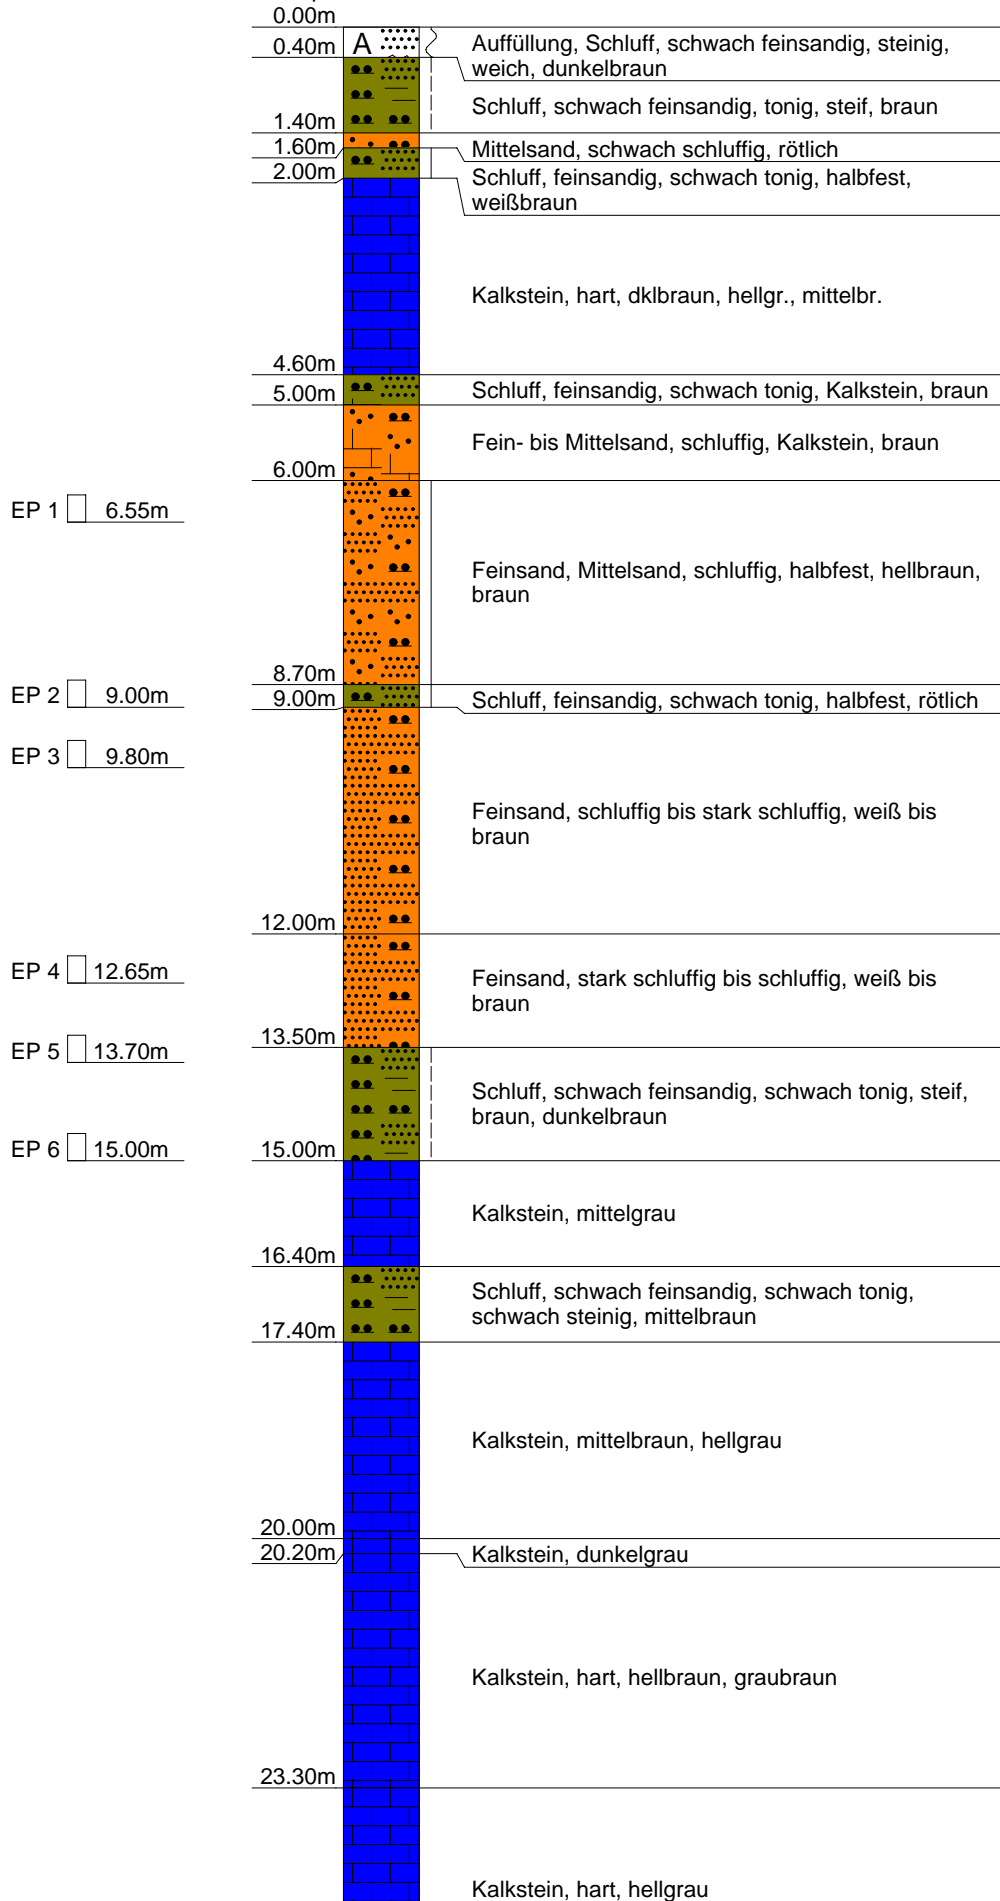 0.00m
0.40m
A
Auffüllung, Schluff, schwach feinsandig, steinig,
weich, dunkelbraun
Schluff, schwach feinsandig, tonig, steif, braun
1.40m
1.60m
Mittelsand, schwach schluffig, rötlich
2.00m
Schluff, feinsandig, schwach tonig, halbfest,
weißbraun
Kalkstein, hart, dklbraun, hellgr., mittelbr.
4.60m
5.00m
Schluff, feinsandig, schwach tonig, Kalkstein, braun
Fein- bis Mittelsand, schluffig, Kalkstein, braun
6.00m
EP 1 6.55m
Feinsand, Mittelsand, schluffig, halbfest, hellbraun,
braun
8.70m
EP 2 9.00m
9.00m
Schluff, feinsandig, schwach tonig, halbfest, rötlich
EP 3 9.80m
Feinsand, schluffig bis stark schluffig, weiß bis
braun
12.00m
EP 4 12.65m
Feinsand, stark schluffig bis schluffig, weiß bis
braun
13.50m
EP 5 13.70m
Schluff, schwach feinsandig, schwach tonig, steif,
braun, dunkelbraun
EP 6 15.00m
15.00m
Kalkstein, mittelgrau
16.40m
Schluff, schwach feinsandig, schwach tonig,
schwach steinig, mittelbraun
17.40m
Kalkstein, mittelbraun, hellgrau
20.00m
20.20m
Kalkstein, dunkelgrau
Kalkstein, hart, hellbraun, graubraun
23.30m
Kalkstein, hart, hellgrau